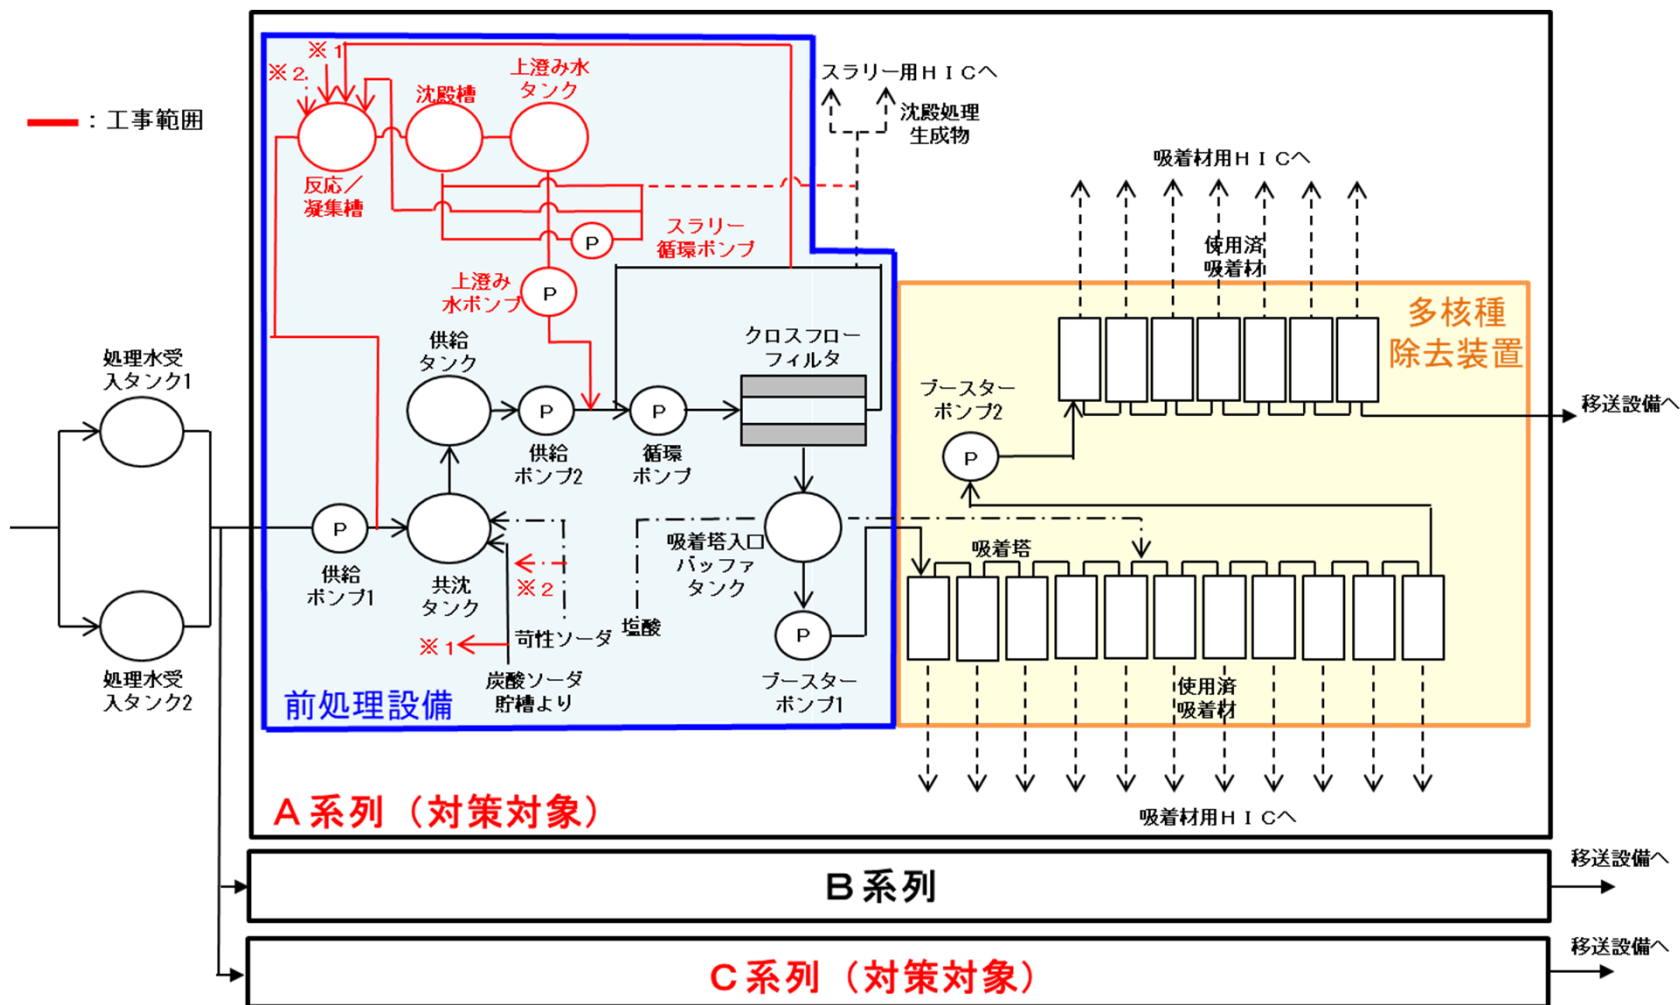 ※1
※2
上澄み水
タンク
沈殿槽
スラリー用HICへ
沈殿処理
生成物
：工事範囲
吸着材用HICへ
反応／
凝集槽
スラリー
循環ポンプ
P
使用済
吸着材
上澄み
水ポンプ
P
多核種
除去装置
供給
タンク
クロスフロー
フィルタ
処理水受
入タンク1
ブースター
ポンプ2
移送設備へ
P
P
供給
ポンプ2
循環
ポンプ
P
P
供給
ポンプ1
共沈
タンク
吸着塔入口
バッファ
タンク
吸着塔
※2
苛性ソーダ
塩酸
P
※1
炭酸ソーダ
貯槽より
ブースター
ポンプ1
処理水受
入タンク2
前処理設備
使用済
吸着材
A系列（対策対象）
吸着材用HICへ
B系列
移送設備へ
C系列（対策対象）
移送設備へ